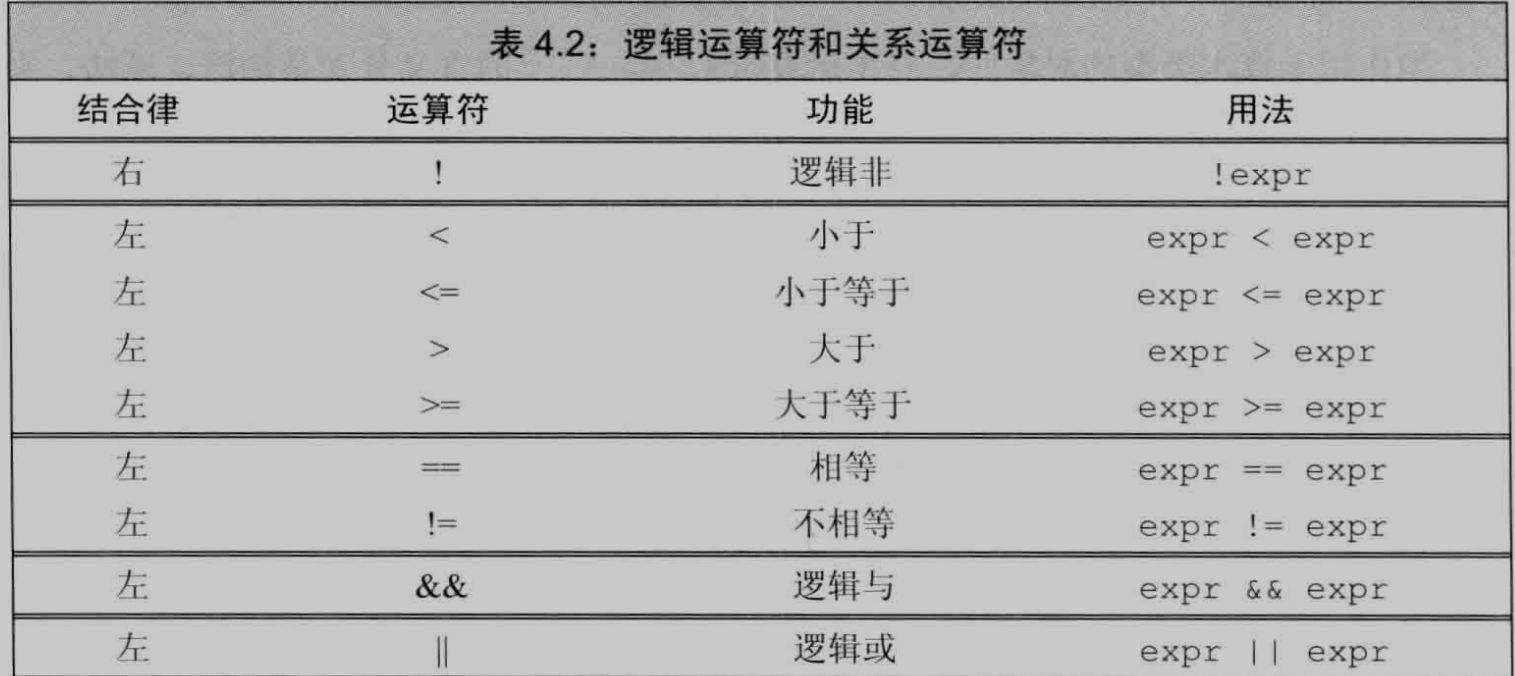 表 4.2：逻辑运算符和关系运算符
结合律 运算符 功能 用法
右 ! 逻辑非 !expr
左 < 小于 expr < expr
左 <= 小于等于 expr <= expr
左 > 大于 expr > expr
左 >= 大于等于 expr >= expr
左 == 相等 expr == expr
左 != 不相等 expr != expr
左 && 逻辑与 expr && expr
左 || 逻辑或 expr || expr